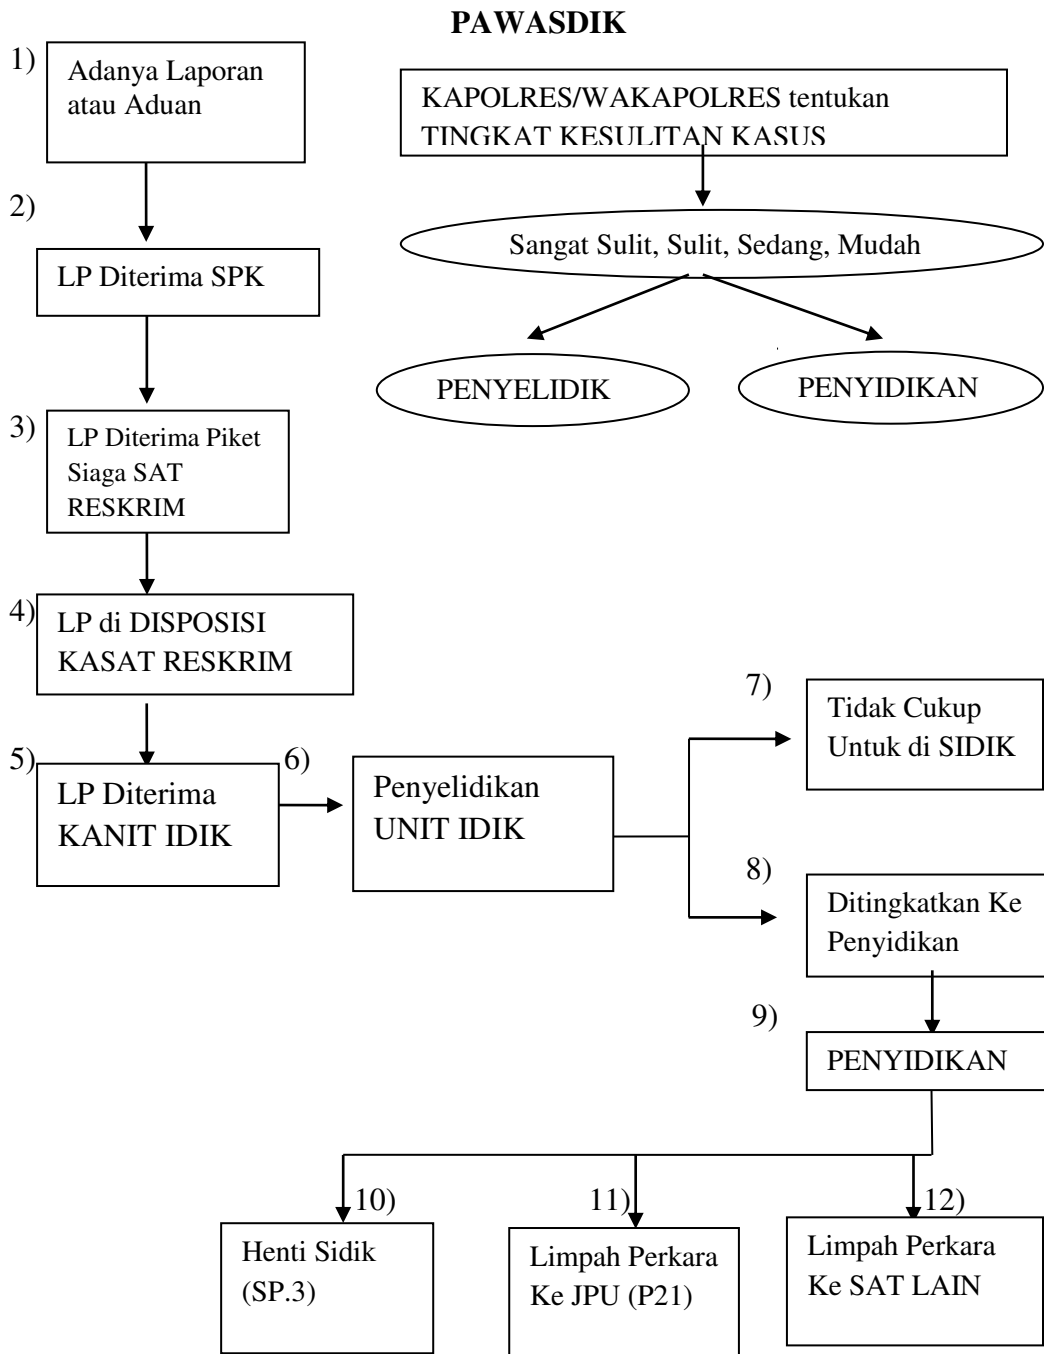 PAWASDIK
1)
Adanya Laporan
atau Aduan
KAPOLRES/WAKAPOLRES tentukan
TINGKAT KESULITAN KASUS
2)
LP Diterima SPK
Sangat Sulit, Sulit, Sedang, Mudah
PENYELIDIK
PENYIDIKAN
3)
LP Diterima Piket
Siaga SAT
RESKRIM
4)
LP di DISPOSISI
KASAT RESKRIM
5)
LP Diterima
KANIT IDIK
6)
Penyelidikan
UNIT IDIK
7)
Tidak Cukup
Untuk di SIDIK
8)
Ditingkatkan Ke
Penyidikan
9)
PENYIDIKAN
10)
Henti Sidik
(SP.3)
11)
Limpah Perkara
Ke JPU (P21)
12)
Limpah Perkara
Ke SAT LAIN